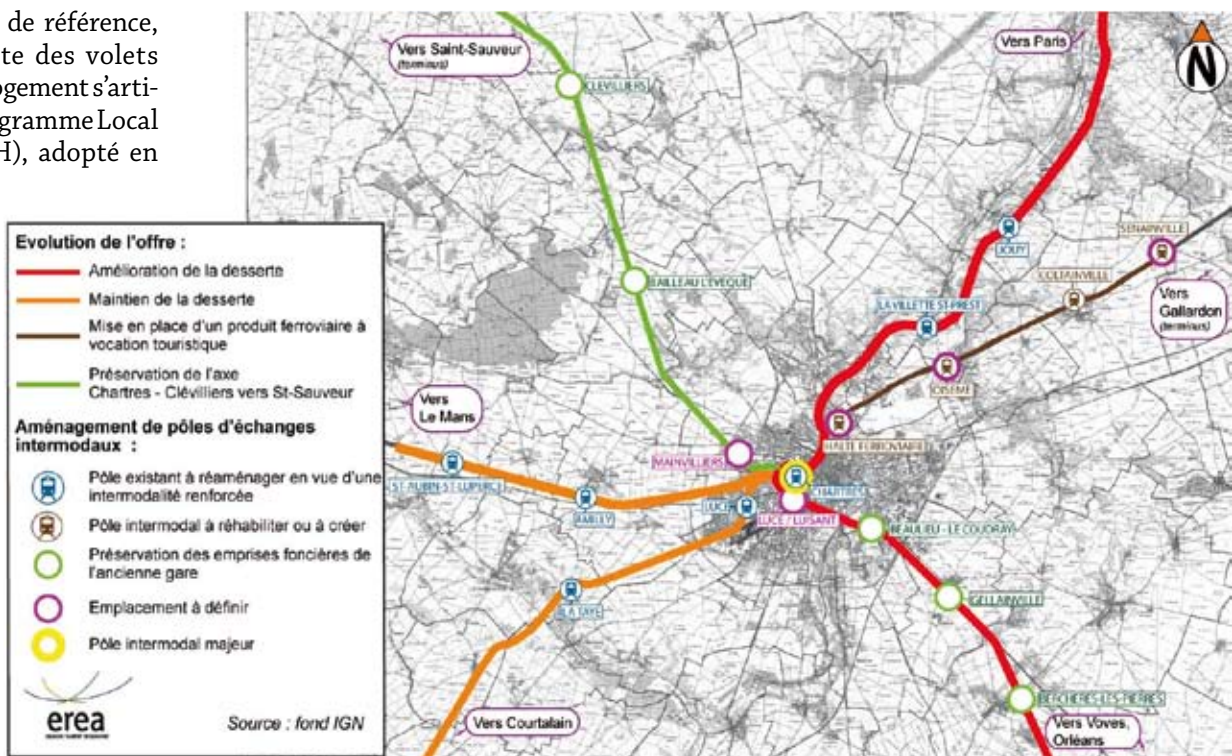 de référence,
te des volets
ogement s'arti-
gramme Local
H), adopté en
Vers Saint-Sauveur
(terminus)
Vers Paris
N
CLEVILLIERS
JOUY
SENAINVILLE
COLTAINVILLE
BAILLEAU L'EVEQUE
LA VILLETTE ST-PREST
Vers
Gallardon
(terminus)
OISEME
Vers
Le Mans
HALTE FERROVIAIRE
MAINVILLIERS
ST-AUBIN-ST-LUPERCE
AMILLY
LUCE
CHARTRES
LUCE / LUISANT
BEAULIEU - LE COUDRAY
LA TAYE
GELLAINVILLE
BERCHERES-LES-PIERRES
Vers Courtalain
Vers Voves,
Orléans
Evolution de l'offre :
Amélioration de la desserte
Maintien de la desserte
Mise en place d'un produit ferroviaire à
vocation touristique
Préservation de l'axe
Chartres - Clévilliers vers St-Sauveur
Aménagement de pôles d'échanges
intermodaux :
Pôle existant à réaménager en vue d'une
intermodalité renforcée
Pôle intermodal à réhabiliter ou à créer
Préservation des emprises foncières de
l'ancienne gare
Emplacement à définir
Pôle intermodal majeur
erea
Source : fond IGN